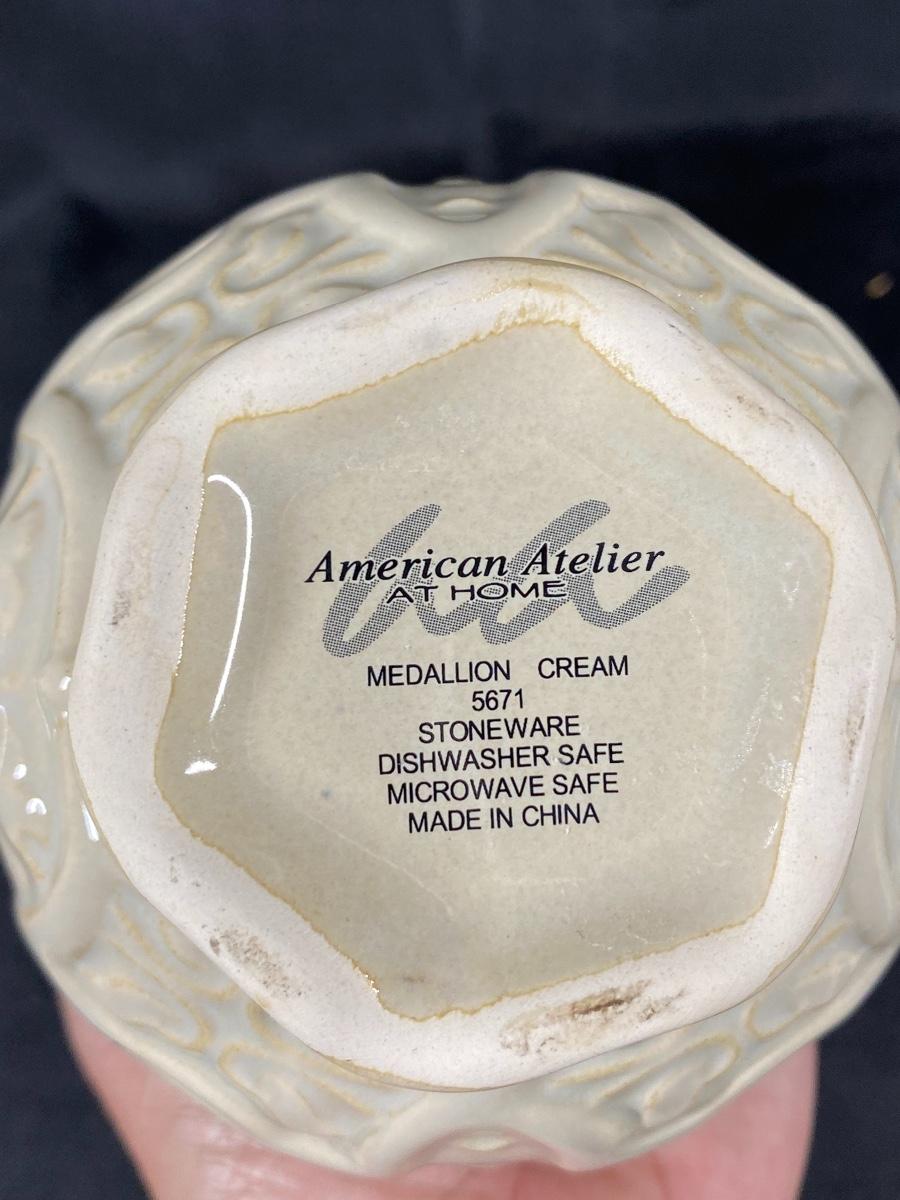 American Atelier
AT HOME
MEDALLION CREAM
5671
STONEWARE
DISHWASHER SAFE
MICROWAVE SAFE
MADE IN CHINA